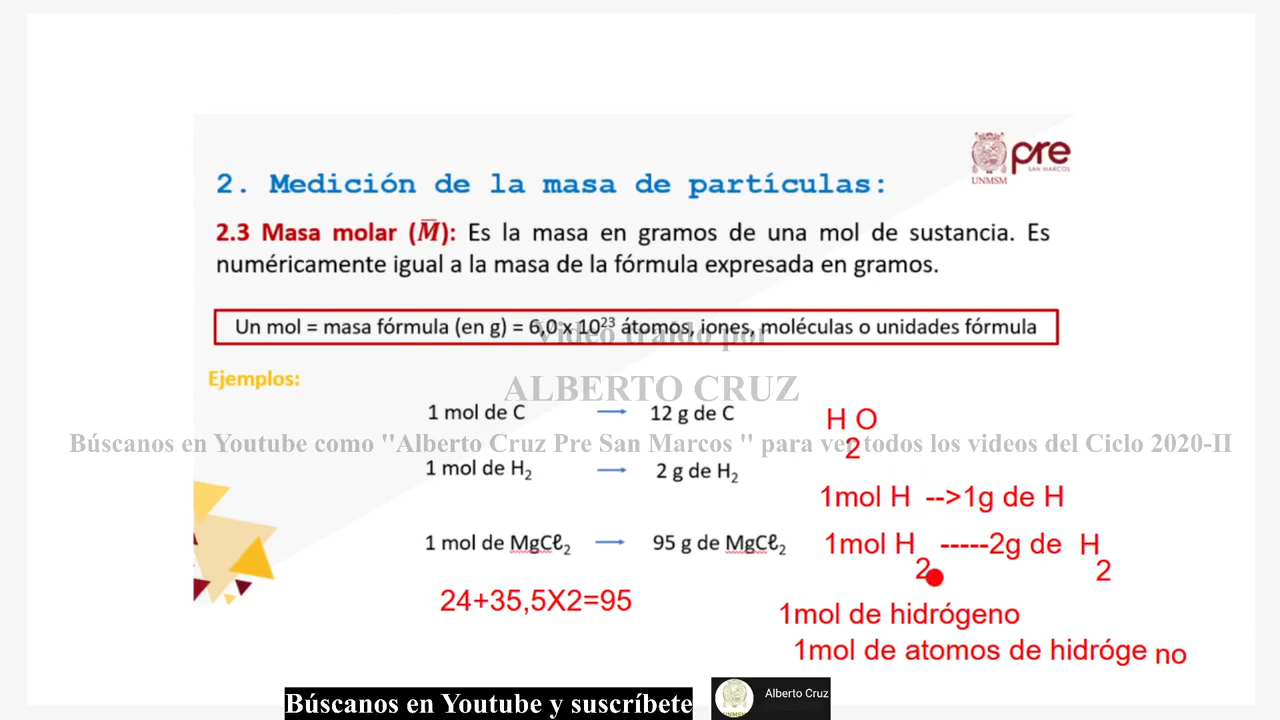 pre
SAN MARCOS
UNMSM
2. Medición de la masa de partículas:
2.3 Masa molar (M̅): Es la masa en gramos de una mol de sustancia. Es
numéricamente igual a la masa de la fórmula expresada en gramos.
Un mol = masa fórmula (en g) = 6,0 x 10²³ átomos, iones, moléculas o unidades fórmula
Video traido por
Ejemplos:
ALBERTO CRUZ
1 mol de C → 12 g de C
H₂O
Búscanos en Youtube como ''Alberto Cruz Pre San Marcos '' para ver todos los videos del Ciclo 2020-II
1 mol de H₂ → 2 g de H₂
1mol H -->1g de H
1 mol de MgCℓ₂ → 95 g de MgCℓ₂
1mol H₂ -----2g de H₂
24+35,5X2=95
1mol de hidrógeno
1mol de atomos de hidróge no
Búscanos en Youtube y suscríbete
Alberto Cruz
UNMSM